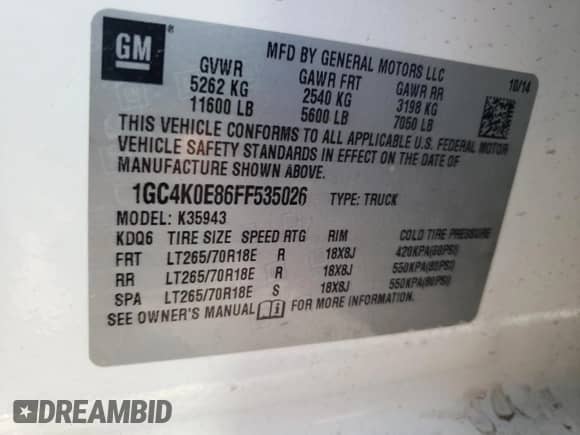 GM
MFD BY GENERAL MOTORS LLC
10/14
GVWR GAWR FRT GAWR RR
5262 KG 2540 KG 3198 KG
11600 LB 5600 LB 7050 LB
THIS VEHICLE CONFORMS TO ALL APPLICABLE U.S. FEDERAL MOTOR
VEHICLE SAFETY STANDARDS IN EFFECT ON THE DATE OF
MANUFACTURE SHOWN ABOVE.
1GC4K0E86FF535026 TYPE: TRUCK
MODEL: K35943
KDQ6 TIRE SIZE SPEED RTG RIM COLD TIRE PRESSURE
FRT LT265/70R18E R 18X8J 420KPA(60PSI)
RR LT265/70R18E R 18X8J 550KPA(80PSI)
SPA LT265/70R18E S 18X8J 550KPA(80PSI)
SEE OWNER'S MANUAL FOR MORE INFORMATION.
DREAMBID